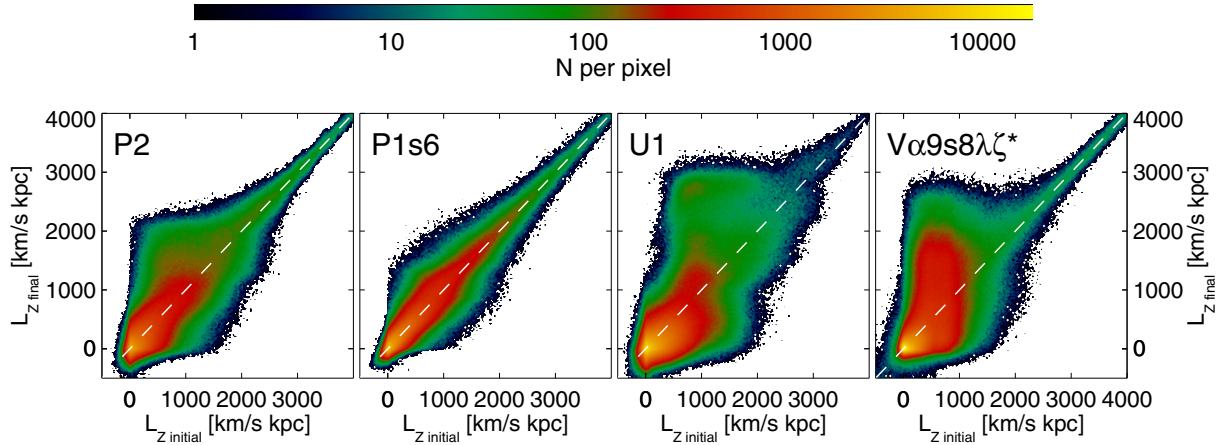 1 10 100 1000 10000
N per pixel
P2 P1s6 U1 Vα9s8λζ*
4000 4000
3000 3000
2000 2000
1000 1000
0 0
L_Z final [km/s kpc] L_Z final [km/s kpc]
0 1000 2000 3000 0 1000 2000 3000 0 1000 2000 3000 0 1000 2000 3000 4000
L_Z initial [km/s kpc] L_Z initial [km/s kpc] L_Z initial [km/s kpc] L_Z initial [km/s kpc]